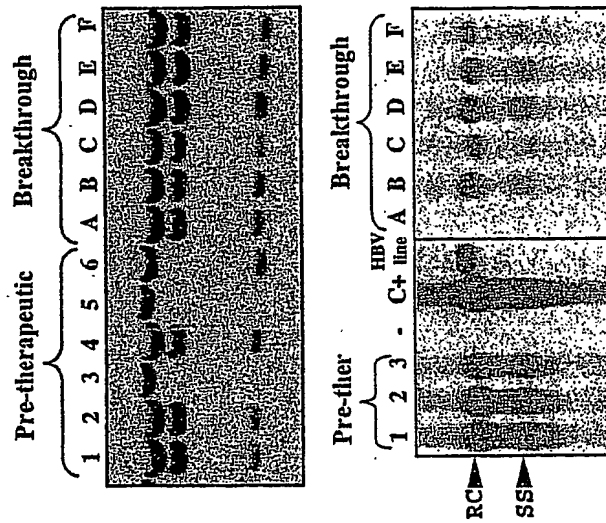 Pre-therapeutic Breakthrough
1 2 3 4 5 6 A B C D E F
Pre-ther Breakthrough
HBV
1 2 3 - C+ line A B C D E F
RC
SS